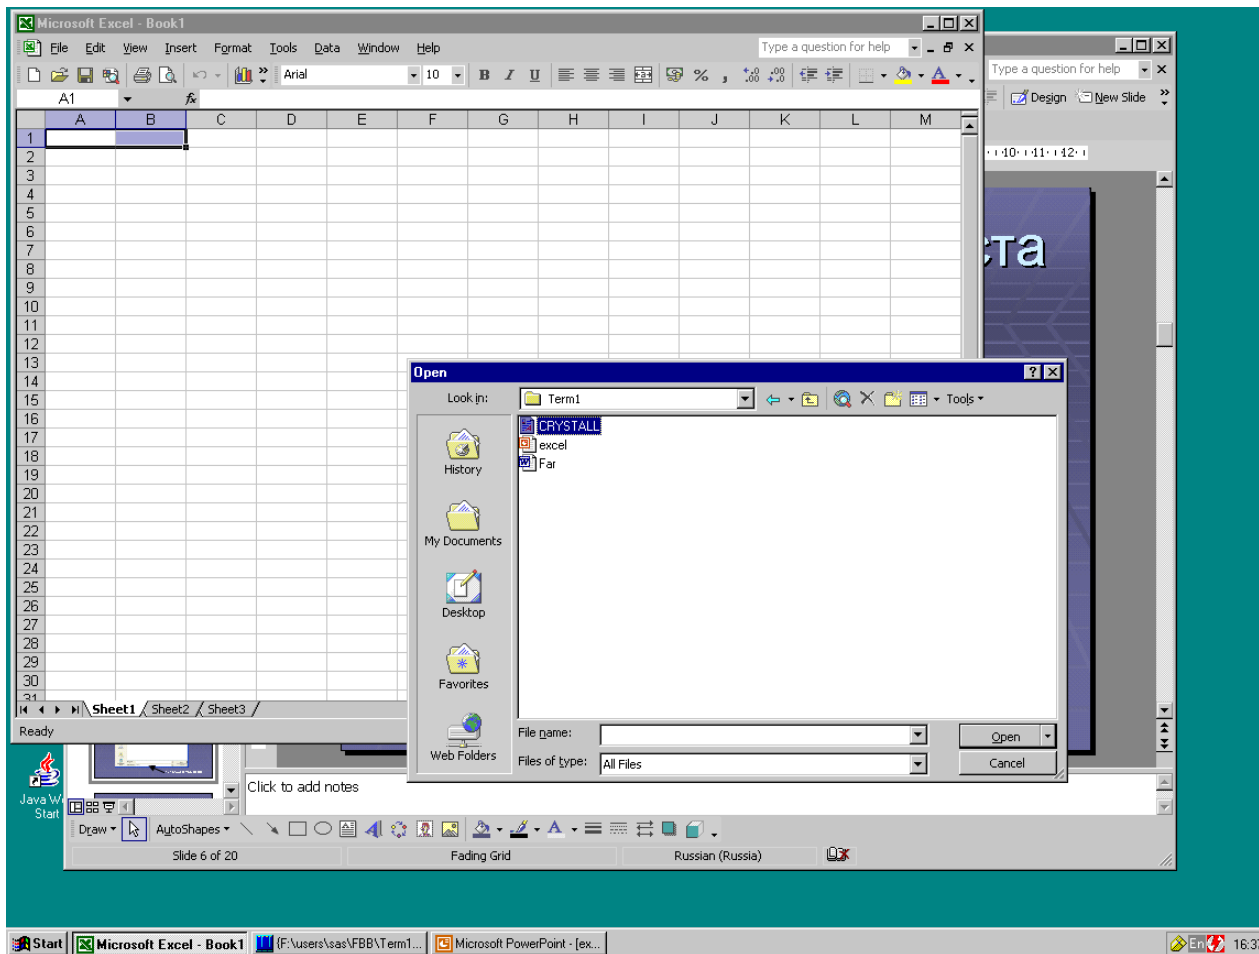 Microsoft Excel - Book1
File Edit View Insert Format Tools Data Window Help
Type a question for help
Arial 10 B I U % ,
A1 fx
A B C D E F G H I J K L M
1
2
3
4
5
6
7
8
9
10
11
12
13
14
15
16
17
18
19
20
21
22
23
24
25
26
27
28
29
30
31
Sheet1 Sheet2 Sheet3
Ready
Type a question for help
Design New Slide
10 11 12
ста
Open
Look in: Term1 Tools
CRYSTALL
excel
Far
History
My Documents
Desktop
Favorites
Web Folders
File name: Open
Files of type: All Files Cancel
Java W
Start
Click to add notes
Draw AutoShapes
Slide 6 of 20 Fading Grid Russian (Russia)
Start Microsoft Excel - Book1 {F:\users\sas\FBB\Term1... Microsoft PowerPoint - [ex... En 16:3